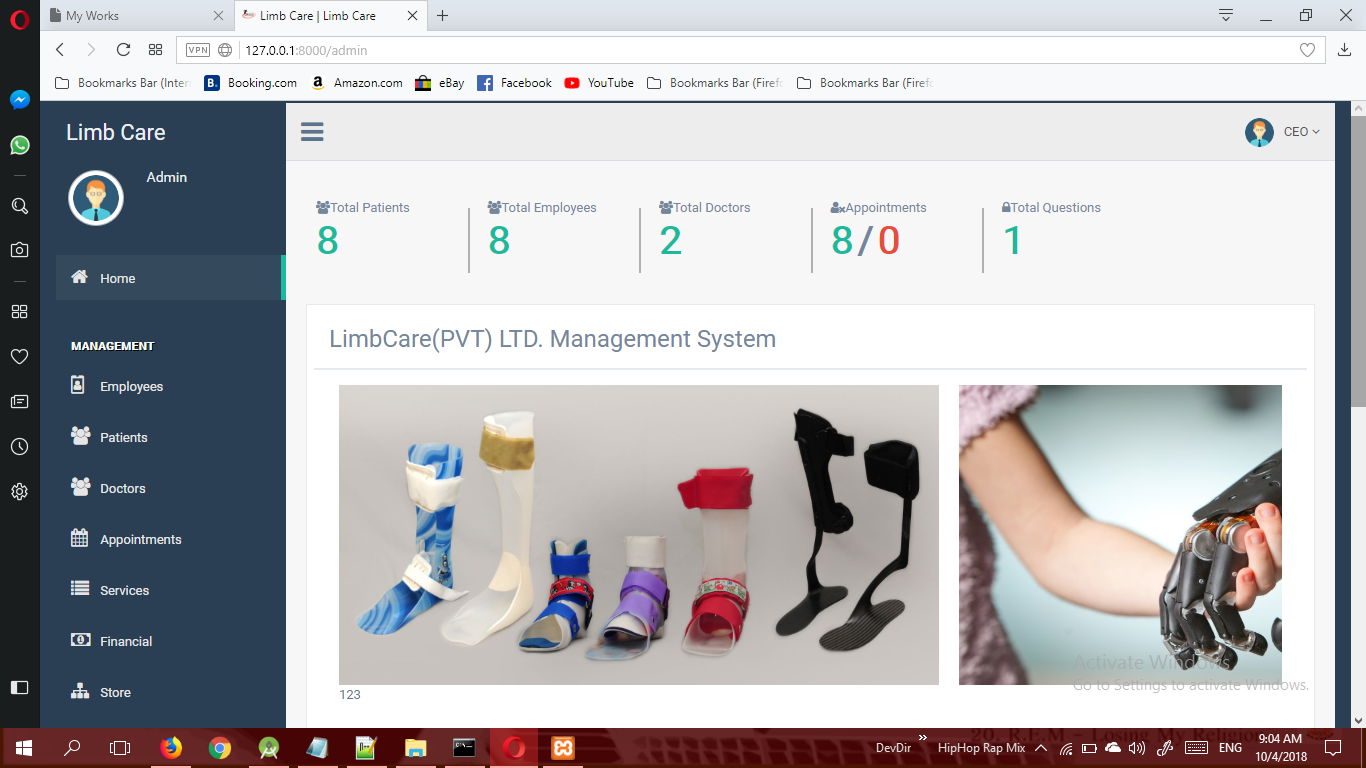 My Works
Limb Care | Limb Care
VPN
127.0.0.1:8000/admin
Bookmarks Bar (Inter
B. Booking.com
a Amazon.com
eBay
Facebook
YouTube
Bookmarks Bar (Firefo
Bookmarks Bar (Firefo
Limb Care
CEO
Admin
Total Patients
8
Total Employees
8
Total Doctors
2
Appointments
8/0
Total Questions
1
Home
MANAGEMENT
Employees
Patients
Doctors
Appointments
Services
Financial
Store
LimbCare(PVT) LTD. Management System
123
Activate Windows
Go to Settings to activate Windows.
20. R.E.M - Losing My Religion
DevDir
HipHop Rap Mix
ENG
9:04 AM
10/4/2018